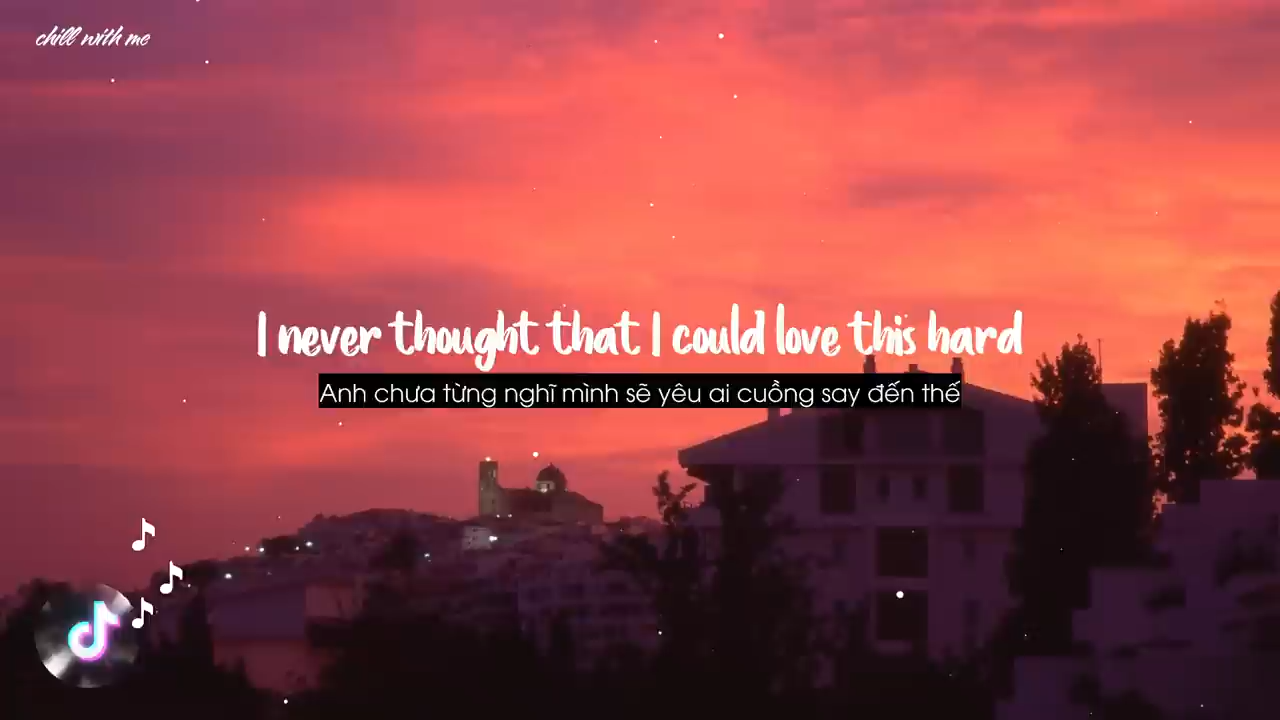 chill with me
I never thought that I could love this hard
Anh chưa từng nghĩ mình sẽ yêu ai cuồng say đến thế